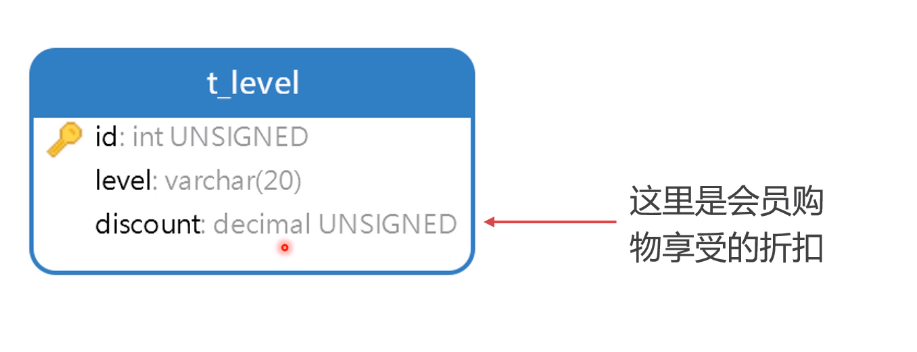 t_level
id: int UNSIGNED
level: varchar(20)
discount: decimal UNSIGNED
这里是会员购
物享受的折扣